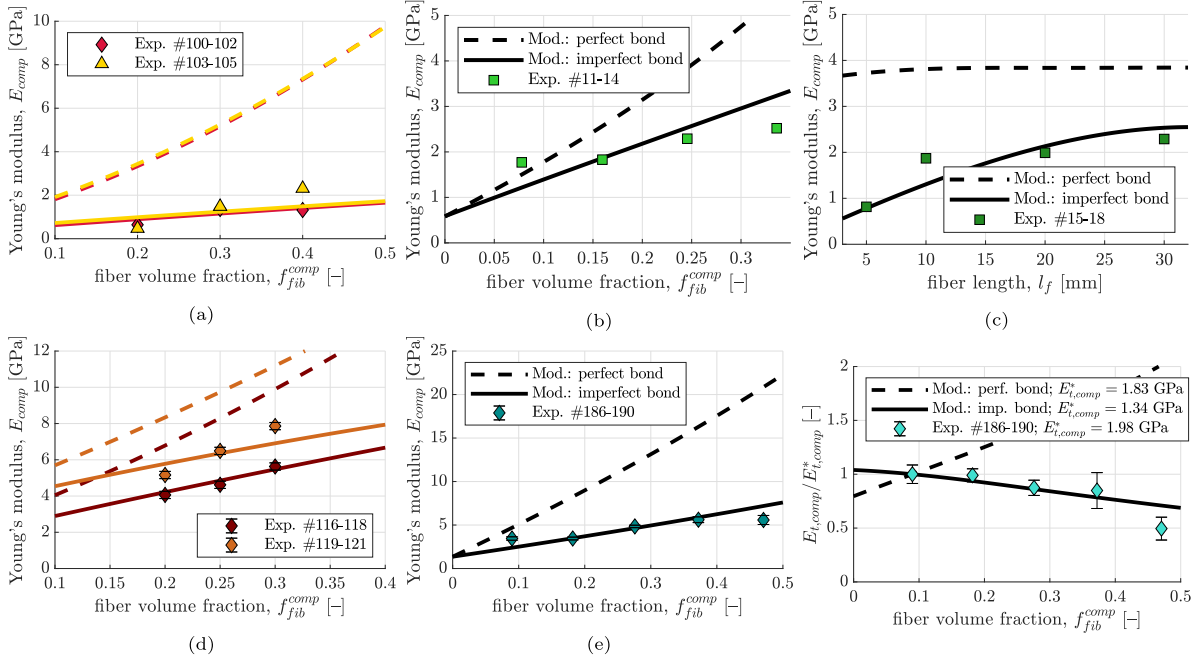 Young's modulus, E_comp [GPa]
10
8
6
4
2
0
Exp. #100-102
Exp. #103-105
0.1
0.2
0.3
0.4
0.5
fiber volume fraction, f_fib^comp [–]
(a)
Young's modulus, E_comp [GPa]
5
4
3
2
1
0
Mod.: perfect bond
Mod.: imperfect bond
Exp. #11-14
0
0.05
0.1
0.15
0.2
0.25
0.3
fiber volume fraction, f_fib^comp [–]
(b)
Young's modulus, E_comp [GPa]
5
4
3
2
1
0
Mod.: perfect bond
Mod.: imperfect bond
Exp. #15-18
5
10
15
20
25
30
fiber length, l_f [mm]
(c)
Young's modulus, E_comp [GPa]
12
10
8
6
4
2
0
Exp. #116-118
Exp. #119-121
0.1
0.15
0.2
0.25
0.3
0.35
0.4
fiber volume fraction, f_fib^comp [–]
(d)
Young's modulus, E_comp [GPa]
25
20
15
10
5
0
Mod.: perfect bond
Mod.: imperfect bond
Exp. #186-190
0
0.1
0.2
0.3
0.4
0.5
fiber volume fraction, f_fib^comp [–]
(e)
E_t,comp/E*_t,comp [–]
2
1.5
1
0.5
0
Mod.: perf. bond; E*_t,comp = 1.83 GPa
Mod.: imp. bond; E*_t,comp = 1.34 GPa
Exp. #186-190; E*_t,comp = 1.98 GPa
0
0.1
0.2
0.3
0.4
0.5
fiber volume fraction, f_fib^comp [–]